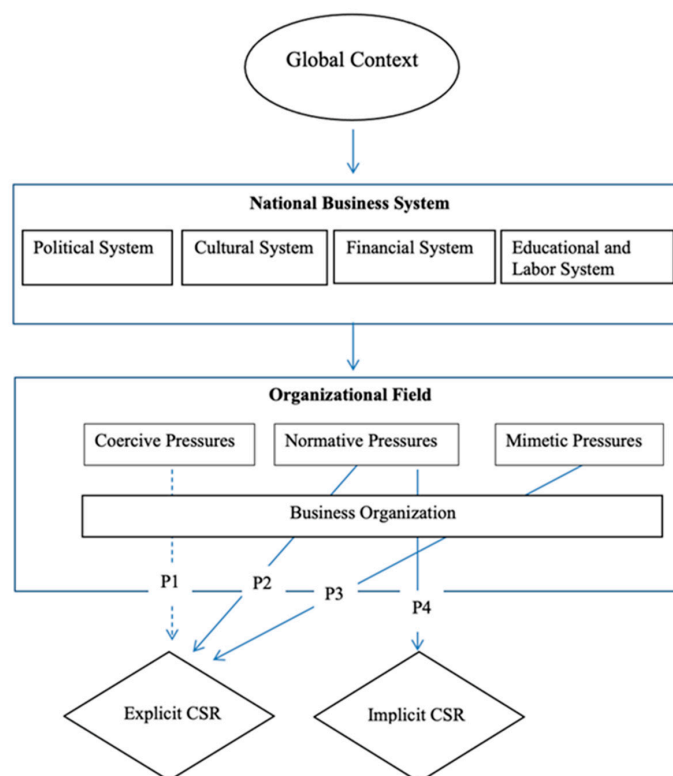 Global Context
National Business System
Political System
Cultural System
Financial System
Educational and
Labor System
Organizational Field
Coercive Pressures
Normative Pressures
Mimetic Pressures
Business Organization
P1
P2
P3
P4
Explicit CSR
Implicit CSR